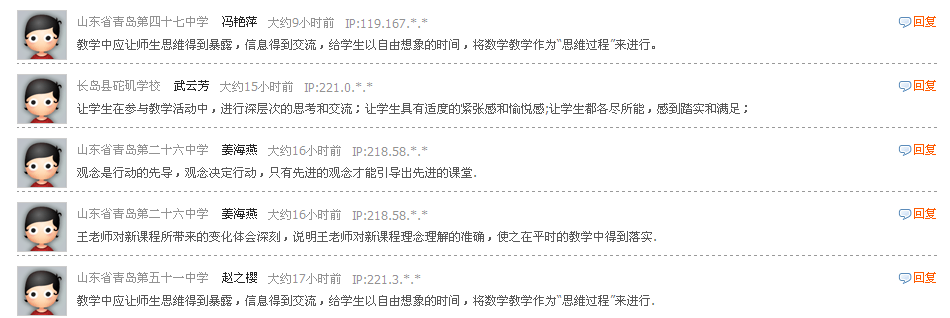 山东省青岛第四十七中学 冯艳萍 大约9小时前 IP:119.167.*.* 回复
教学中应让师生思维得到暴露，信息得到交流，给学生以自由想象的时间，将数学教学作为“思维过程”来进行。
长岛县砣矶学校 武云芳 大约15小时前 IP:221.0.*.* 回复
让学生在参与教学活动中，进行深层次的思考和交流；让学生具有适度的紧张感和愉悦感;让学生都各尽所能，感到踏实和满足；
山东省青岛第二十六中学 姜海燕 大约16小时前 IP:218.58.*.* 回复
观念是行动的先导，观念决定行动，只有先进的观念才能引导出先进的课堂.
山东省青岛第二十六中学 姜海燕 大约16小时前 IP:218.58.*.* 回复
王老师对新课程所带来的变化体会深刻，说明王老师对新课程理念理解的准确，使之在平时的教学中得到落实.
山东省青岛第五十一中学 赵之樱 大约17小时前 IP:221.3.*.* 回复
教学中应让师生思维得到暴露，信息得到交流，给学生以自由想象的时间，将数学教学作为“思维过程”来进行.